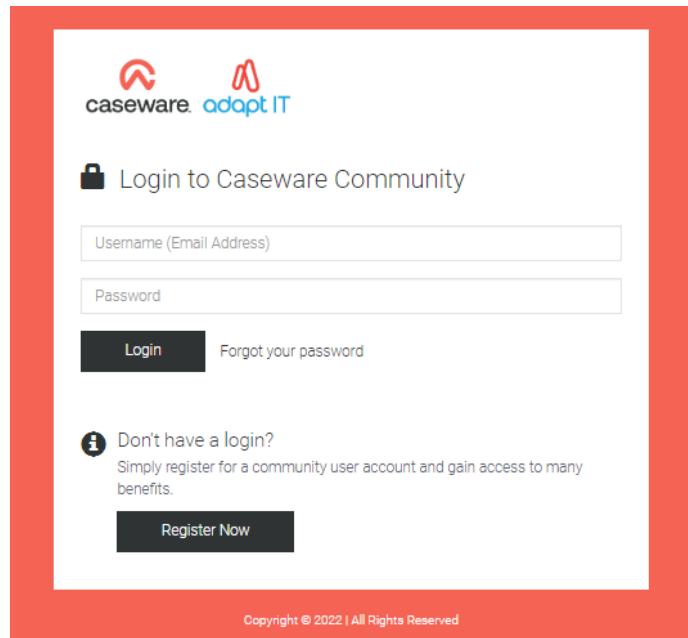 caseware. adapt IT
Login to Caseware Community
Username (Email Address)
Password
Login Forgot your password
Don't have a login?
Simply register for a community user account and gain access to many
benefits.
Register Now
Copyright © 2022 | All Rights Reserved